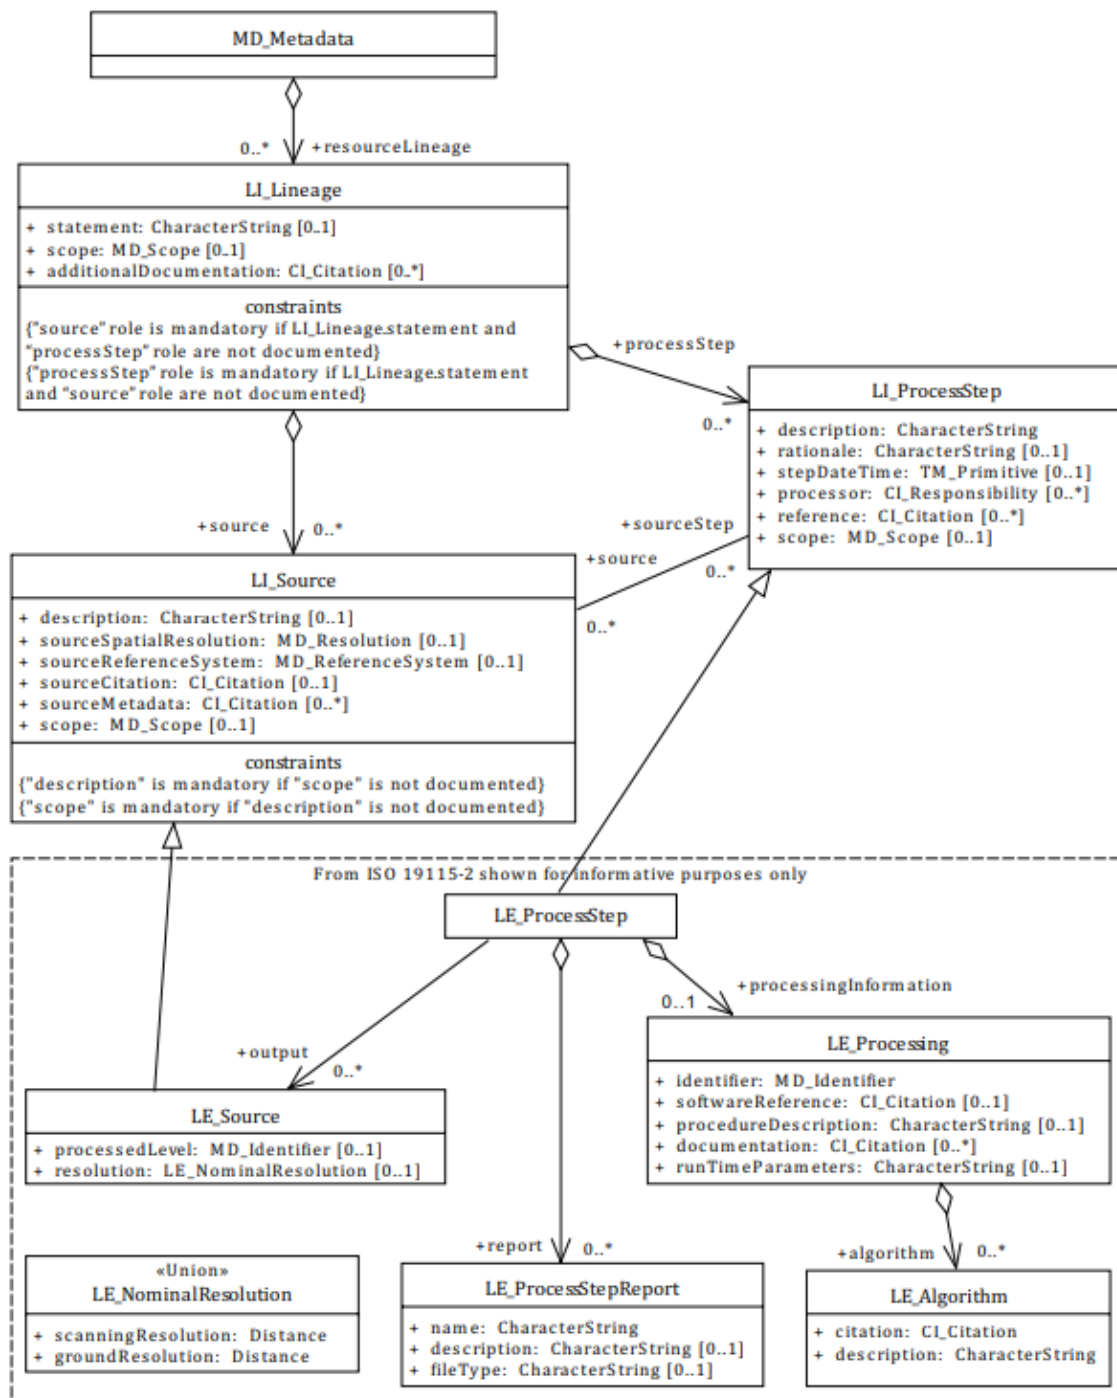 MD_Metadata
0..*
+resourceLineage
LI_Lineage
+ statement: CharacterString [0..1]
+ scope: MD_Scope [0..1]
+ additionalDocumentation: CI_Citation [0..*]
constraints
{"source" role is mandatory if LI_Lineage.statement and
"processStep" role are not documented}
{"processStep" role is mandatory if LI_Lineage.statement
and "source" role are not documented}
+processStep
0..*
LI_ProcessStep
+ description: CharacterString
+ rationale: CharacterString [0..1]
+ stepDateTime: TM_Primitive [0..1]
+ processor: CI_Responsibility [0..*]
+ reference: CI_Citation [0..*]
+ scope: MD_Scope [0..1]
+source
0..*
+sourceStep
0..*
+source
0..*
LI_Source
+ description: CharacterString [0..1]
+ sourceSpatialResolution: MD_Resolution [0..1]
+ sourceReferenceSystem: MD_ReferenceSystem [0..1]
+ sourceCitation: CI_Citation [0..1]
+ sourceMetadata: CI_Citation [0..*]
+ scope: MD_Scope [0..1]
constraints
{"description" is mandatory if "scope" is not documented}
{"scope" is mandatory if "description" is not documented}
From ISO 19115-2 shown for informative purposes only
LE_ProcessStep
+processingInformation
0..1
+output
0..*
LE_Processing
+ identifier: MD_Identifier
+ softwareReference: CI_Citation [0..1]
+ procedureDescription: CharacterString [0..1]
+ documentation: CI_Citation [0..*]
+ runTimeParameters: CharacterString [0..1]
LE_Source
+ processedLevel: MD_Identifier [0..1]
+ resolution: LE_NominalResolution [0..1]
+report
0..*
+algorithm
0..*
«Union»
LE_NominalResolution
+ scanningResolution: Distance
+ groundResolution: Distance
LE_ProcessStepReport
+ name: CharacterString
+ description: CharacterString [0..1]
+ fileType: CharacterString [0..1]
LE_Algorithm
+ citation: CI_Citation
+ description: CharacterString